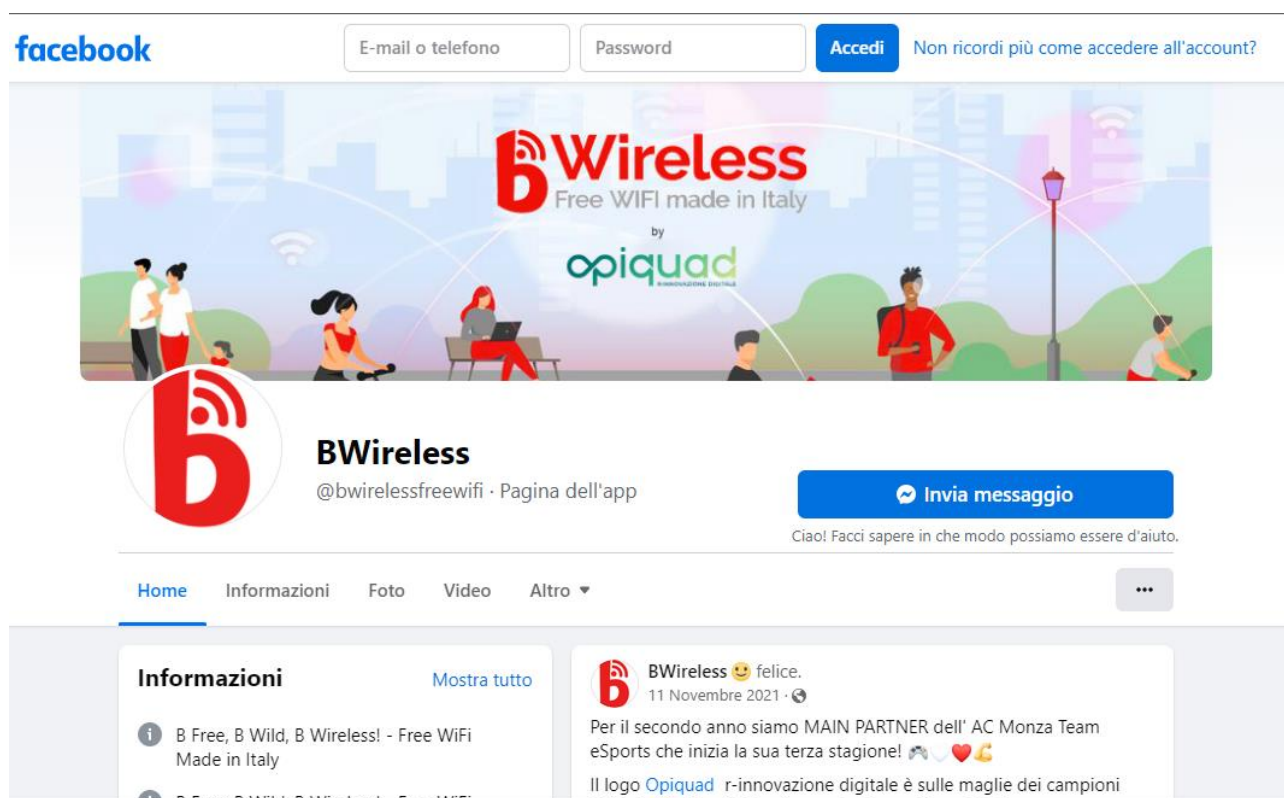 facebook
E-mail o telefono
Password
Accedi
Non ricordi più come accedere all'account?
bWireless
Free WIFI made in Italy
by
opiquad
R-INNOVAZIONE DIGITALE
BWireless
@bwirelessfreewifi · Pagina dell'app
Invia messaggio
Ciao! Facci sapere in che modo possiamo essere d'aiuto.
Home
Informazioni
Foto
Video
Altro
Informazioni
Mostra tutto
B Free, B Wild, B Wireless! - Free WiFi
Made in Italy
BWireless 🙂 felice.
11 Novembre 2021 ·
Per il secondo anno siamo MAIN PARTNER dell' AC Monza Team
eSports che inizia la sua terza stagione! 🎮🤍❤️💪
Il logo Opiquad r-innovazione digitale è sulle maglie dei campioni